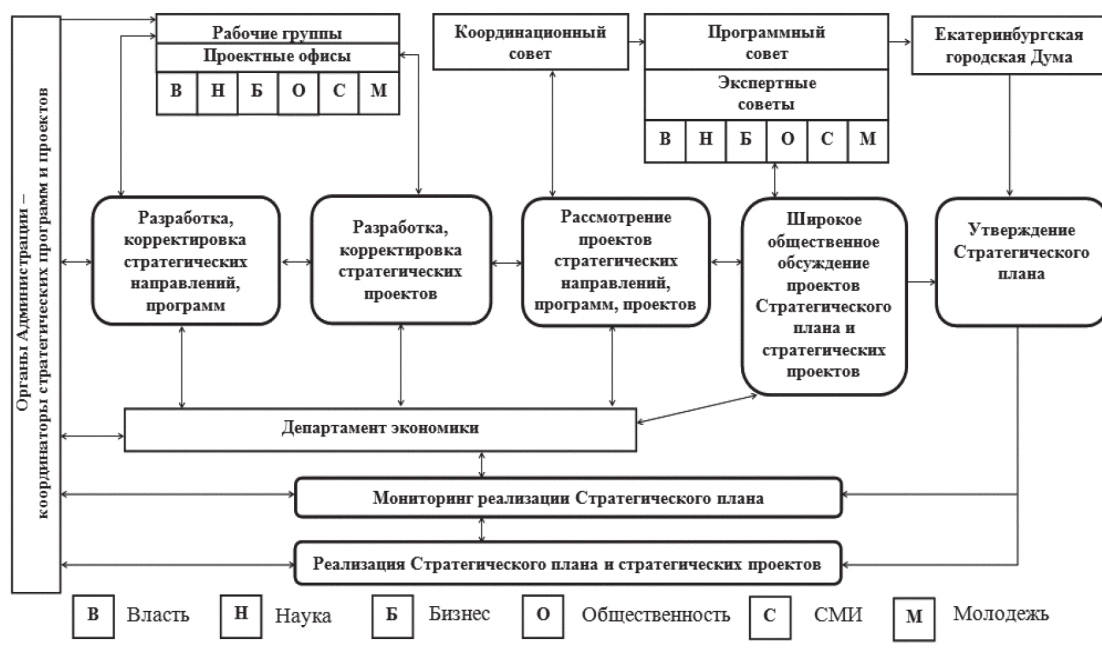 Органы Администрации –
координаторы стратегических программ и проектов
Рабочие группы
Проектные офисы
В Н Б О С М
Координационный
совет
Программный
совет
Экспертные
советы
В Н Б О С М
Екатеринбургская
городская Дума
Разработка,
корректировка
стратегических
направлений,
программ
Разработка,
корректировка
стратегических
проектов
Рассмотрение
проектов
стратегических
направлений,
программ, проектов
Широкое
общественное
обсуждение
проектов
Стратегического
плана и
стратегических
проектов
Утверждение
Стратегического
плана
Департамент экономики
Мониторинг реализации Стратегического плана
Реализация Стратегического плана и стратегических проектов
В Власть Н Наука Б Бизнес О Общественность С СМИ М Молодежь